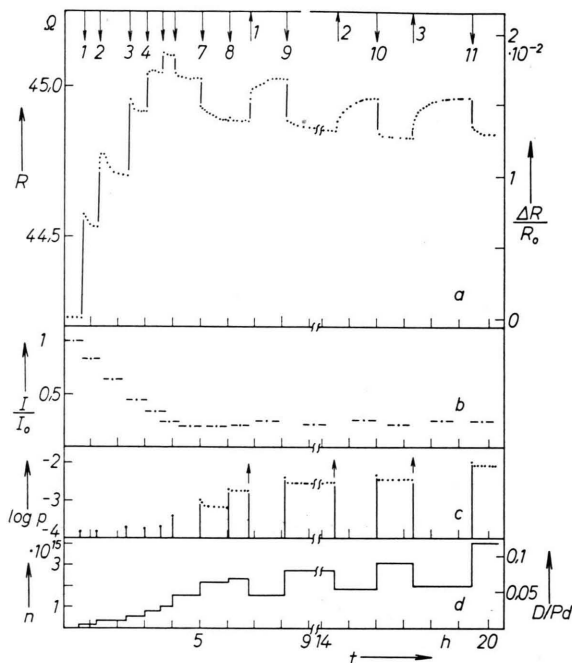 Ω
1 2 3 4 7 8 1 9 2 10 3 11
2
·10⁻²
45,0
R
1
44,5
ΔR
R₀
a
0
1
0,5
I
I₀
b
-2
-3
log p
-4
c
·10¹⁵
3
n
1
d
0,1
0,05
D/Pd
5 9 14 h 20
t